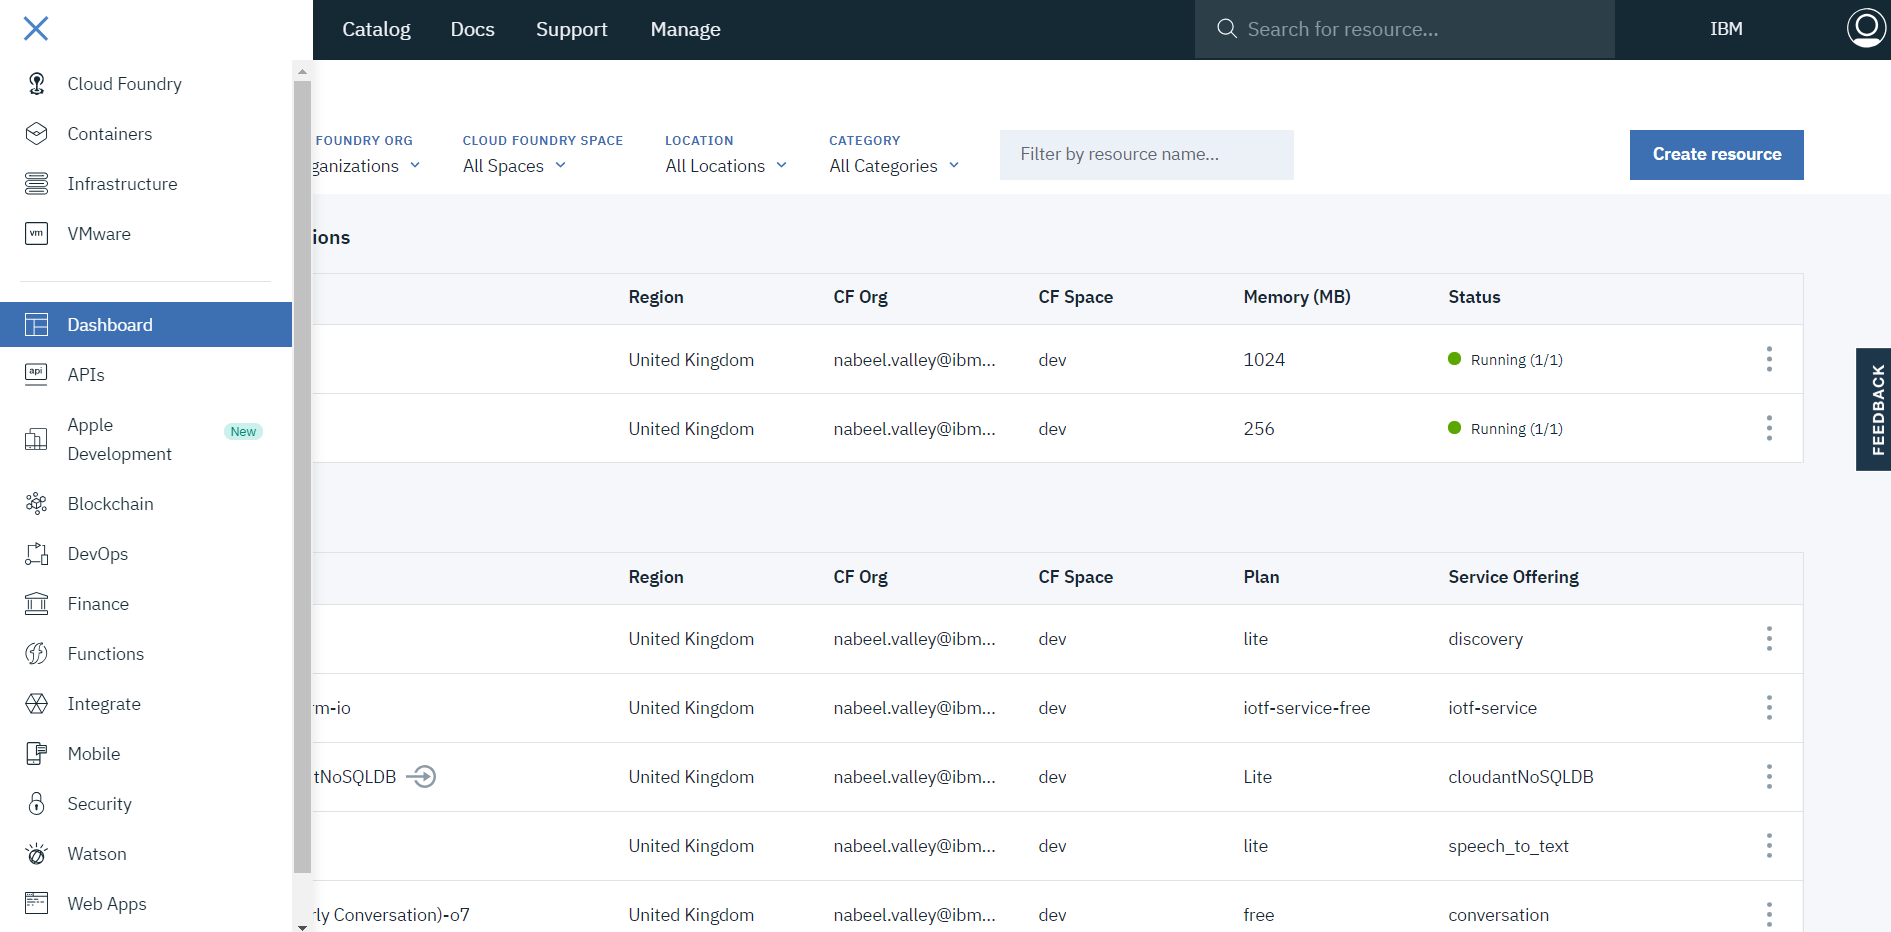 Catalog Docs Support Manage Search for resource... IBM
Cloud Foundry
Containers
Infrastructure
vm VMware
Dashboard
api APIs
Apple
Development New
Blockchain
DevOps
Finance
Functions
Integrate
Mobile
Security
Watson
Web Apps
FOUNDRY ORG CLOUD FOUNDRY SPACE LOCATION CATEGORY
ganizations All Spaces All Locations All Categories Filter by resource name... Create resource
ions
Region CF Org CF Space Memory (MB) Status
United Kingdom nabeel.valley@ibm... dev 1024 Running (1/1)
United Kingdom nabeel.valley@ibm... dev 256 Running (1/1)
FEEDBACK
Region CF Org CF Space Plan Service Offering
United Kingdom nabeel.valley@ibm... dev lite discovery
rm-io United Kingdom nabeel.valley@ibm... dev iotf-service-free iotf-service
tNoSQLDB United Kingdom nabeel.valley@ibm... dev Lite cloudantNoSQLDB
United Kingdom nabeel.valley@ibm... dev lite speech_to_text
rly Conversation)-o7 United Kingdom nabeel.valley@ibm... dev free conversation